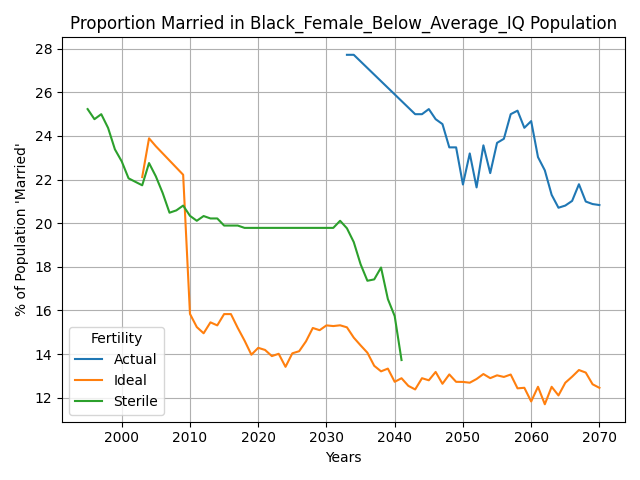 Proportion Married in Black_Female_Below_Average_IQ Population
% of Population 'Married'
28
26
24
22
20
18
16
14
12
Fertility
Actual
Ideal
Sterile
2000 2010 2020 2030 2040 2050 2060 2070
Years